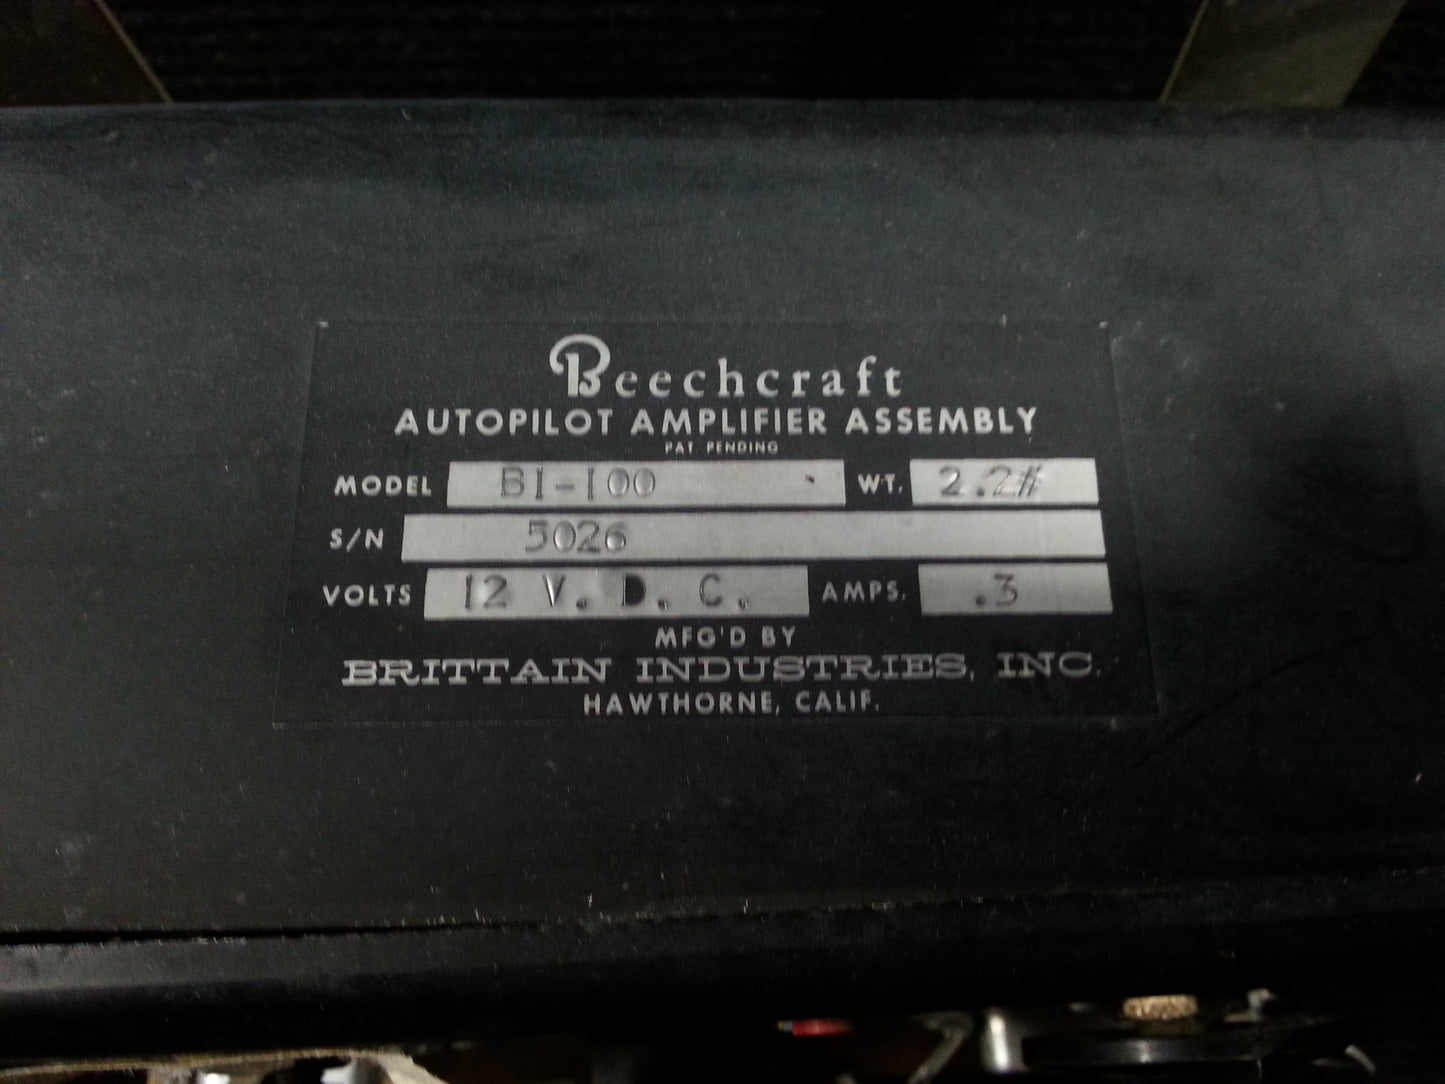 Beechcraft
AUTOPILOT AMPLIFIER ASSEMBLY
PAT PENDING
MODEL B1-100 WT. 2.2#
S/N 5026
VOLTS 12 V. D. C. AMPS. .3
MFG'D BY
BRITTAIN INDUSTRIES, INC.
HAWTHORNE, CALIF.